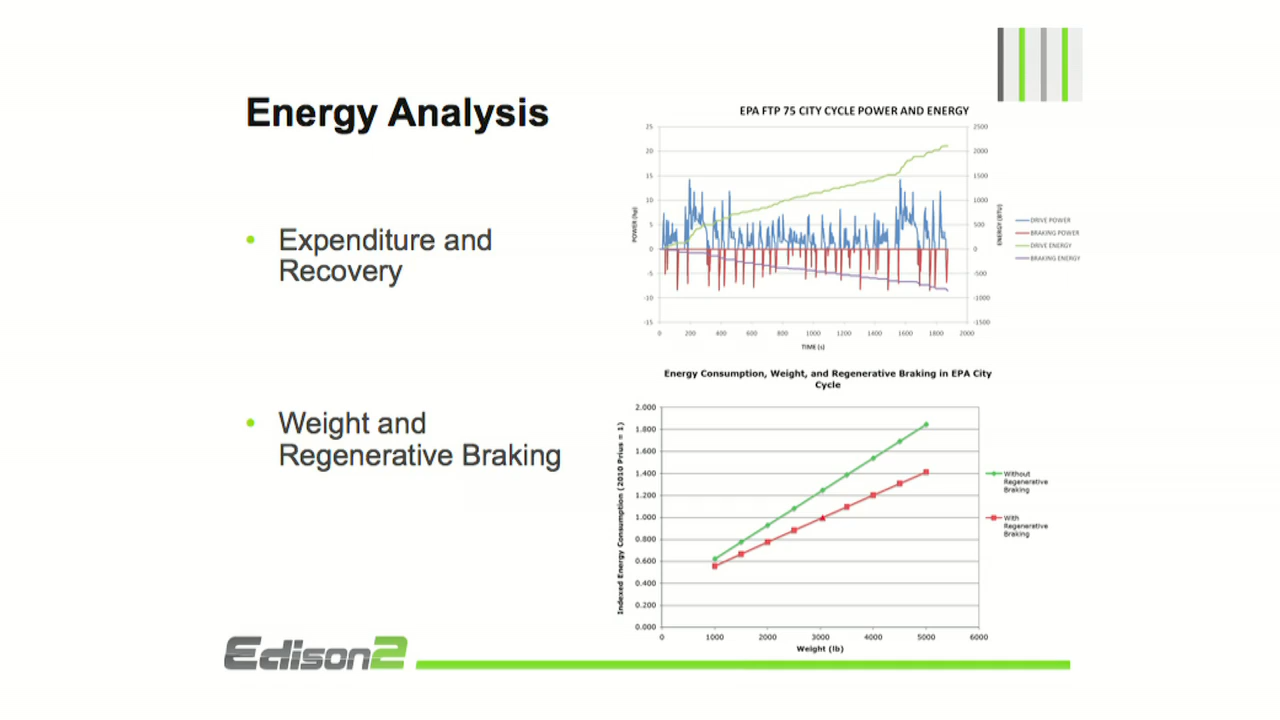 Energy Analysis
• Expenditure and
Recovery
• Weight and
Regenerative Braking
EPA FTP 75 CITY CYCLE POWER AND ENERGY
25
20
15
10
5
0
-5
-10
-15
POWER (hp)
2500
2000
1500
1000
500
0
-500
-1000
-1500
ENERGY (BTU)
0 200 400 600 800 1000 1200 1400 1600 1800 2000
TIME (s)
DRIVE POWER
BRAKING POWER
DRIVE ENERGY
BRAKING ENERGY
Energy Consumption, Weight, and Regenerative Braking in EPA City
Cycle
Indexed Energy Consumption (2010 Prius = 1)
2.000
1.800
1.600
1.400
1.200
1.000
0.800
0.600
0.400
0.200
0.000
0 1000 2000 3000 4000 5000 6000
Weight (lb)
Without
Regenerative
Braking
With
Regenerative
Braking
Edison2